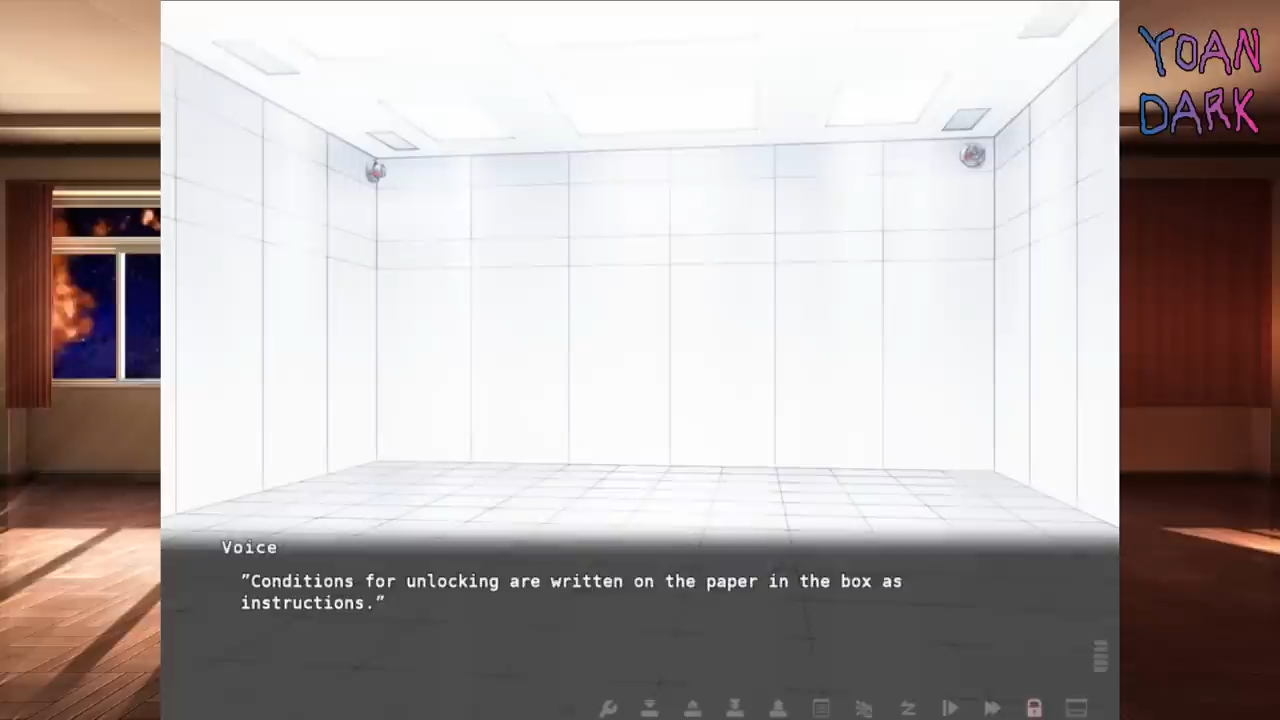 YOAN
DARK
Voice
"Conditions for unlocking are written on the paper in the box as
instructions."